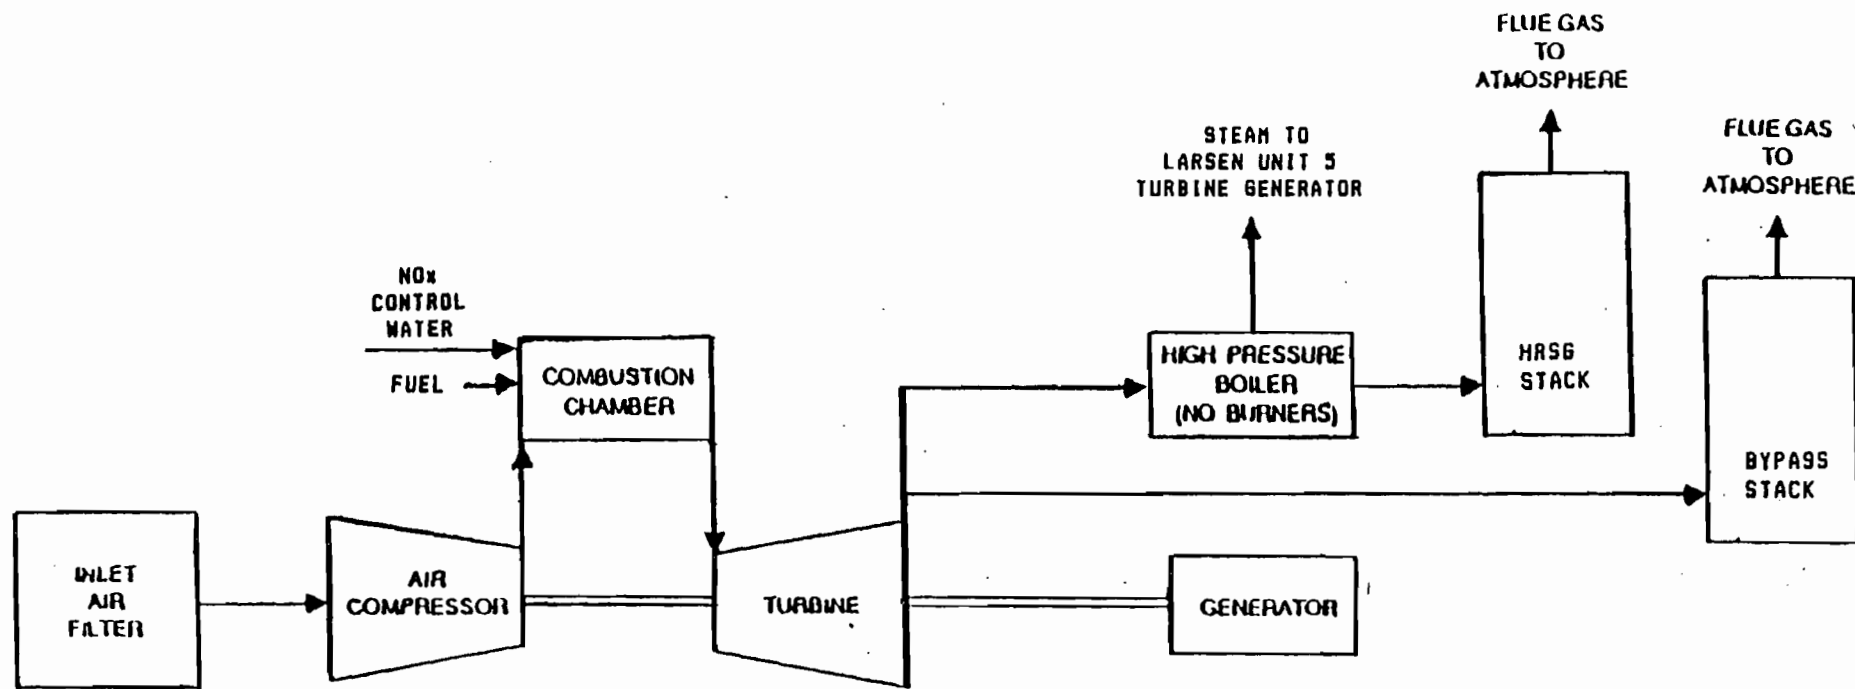 FLUE GAS
TO
ATMOSPHERE
FLUE GAS
TO
ATMOSPHERE
STEAM TO
LARSEN UNIT 5
TURBINE GENERATOR
NOx
CONTROL
WATER
FUEL
COMBUSTION
CHAMBER
HIGH PRESSURE
BOILER
(NO BURNERS)
HRSG
STACK
BYPASS
STACK
INLET
AIR
FILTER
AIR
COMPRESSOR
TURBINE
GENERATOR